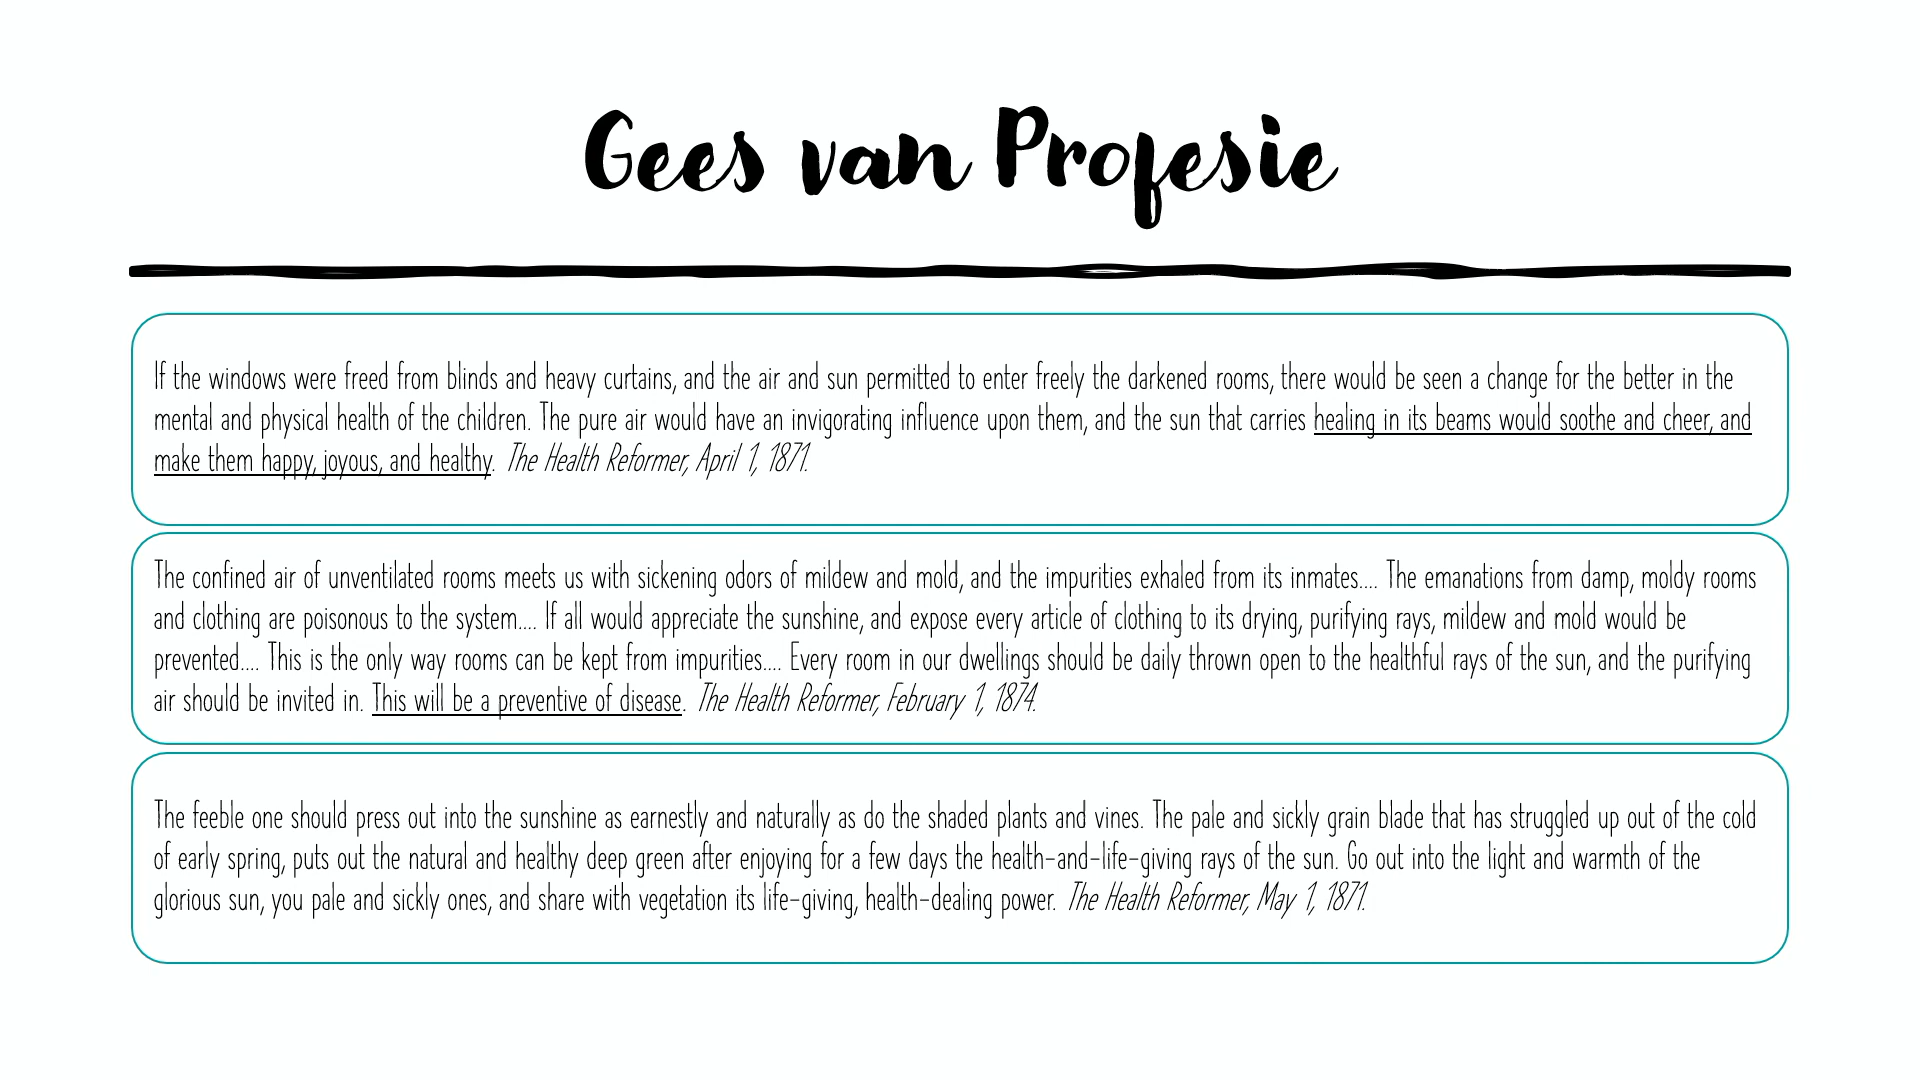 Gees van Profesie
If the windows were freed from blinds and heavy curtains, and the air and sun permitted to enter freely the darkened rooms, there would be seen a change for the better in the
mental and physical health of the children. The pure air would have an invigorating influence upon them, and the sun that carries healing in its beams would soothe and cheer, and
make them happy, joyous, and healthy. The Health Reformer, April 1, 1871.
The confined air of unventilated rooms meets us with sickening odors of mildew and mold, and the impurities exhaled from its inmates.... The emanations from damp, moldy rooms
and clothing are poisonous to the system.... If all would appreciate the sunshine, and expose every article of clothing to its drying, purifying rays, mildew and mold would be
prevented.... This is the only way rooms can be kept from impurities.... Every room in our dwellings should be daily thrown open to the healthful rays of the sun, and the purifying
air should be invited in. This will be a preventive of disease. The Health Reformer, February 1, 1874.
The feeble one should press out into the sunshine as earnestly and naturally as do the shaded plants and vines. The pale and sickly grain blade that has struggled up out of the cold
of early spring, puts out the natural and healthy deep green after enjoying for a few days the health-and-life-giving rays of the sun. Go out into the light and warmth of the
glorious sun, you pale and sickly ones, and share with vegetation its life-giving, health-dealing power. The Health Reformer, May 1, 1871.